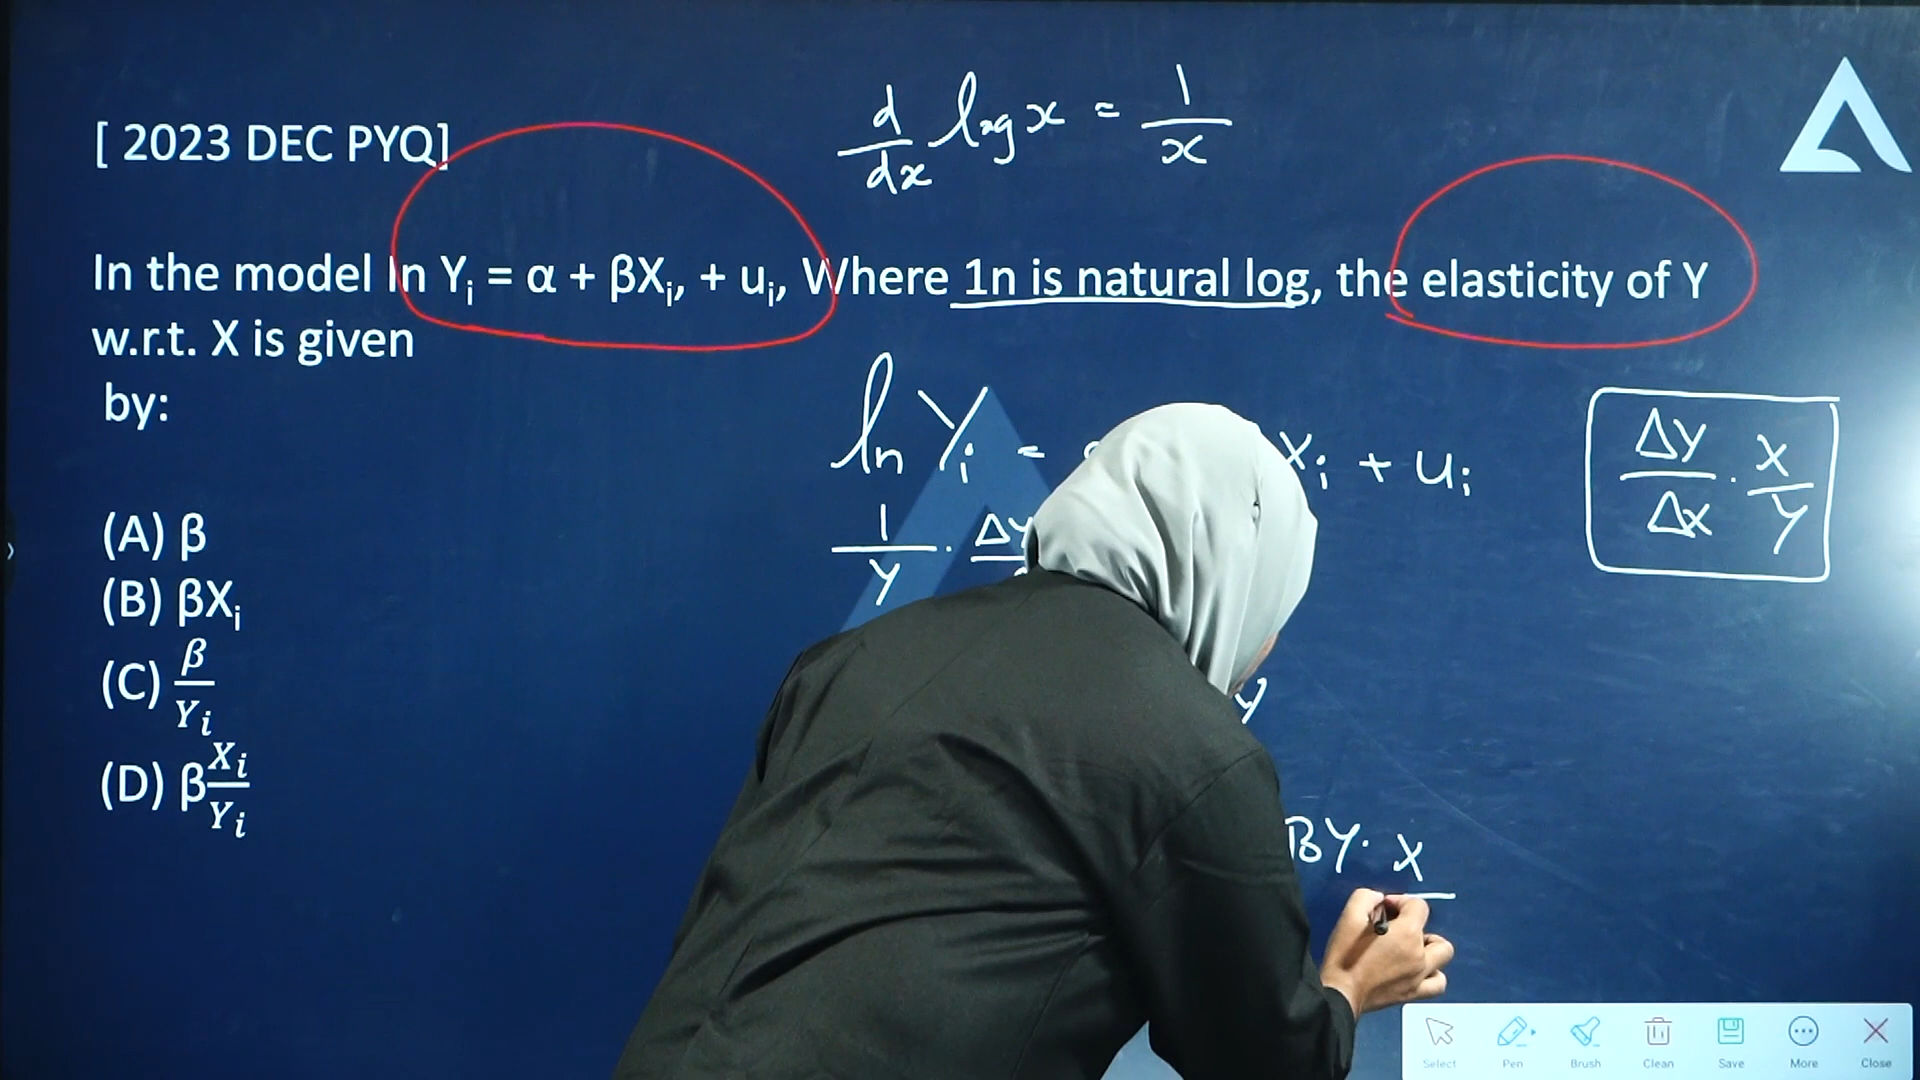 [ 2023 DEC PYQ]
d/dx log x = 1/x
In the model ln Yᵢ = α + βXᵢ, + uᵢ, Where 1n is natural log, the elasticity of Y
w.r.t. X is given
by:
ln Yᵢ = Xᵢ + uᵢ
ΔY/Δx · X/Y
1/Y · ΔY
(A) β
(B) βXᵢ
(C) β/Yᵢ
(D) β Xᵢ/Yᵢ
y
BY· X
Select Pen Brush Clean Save More Close